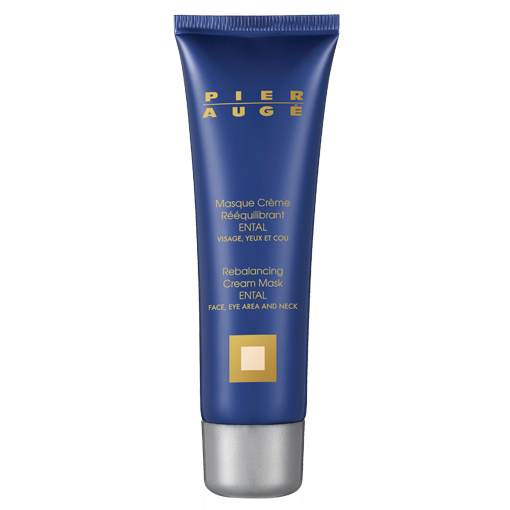 PIER
AUGÉ
Masque Crème
Rééquilibrant
ENTAL
VISAGE, YEUX ET COU
Rebalancing
Cream Mask
ENTAL
FACE, EYE AREA AND NECK